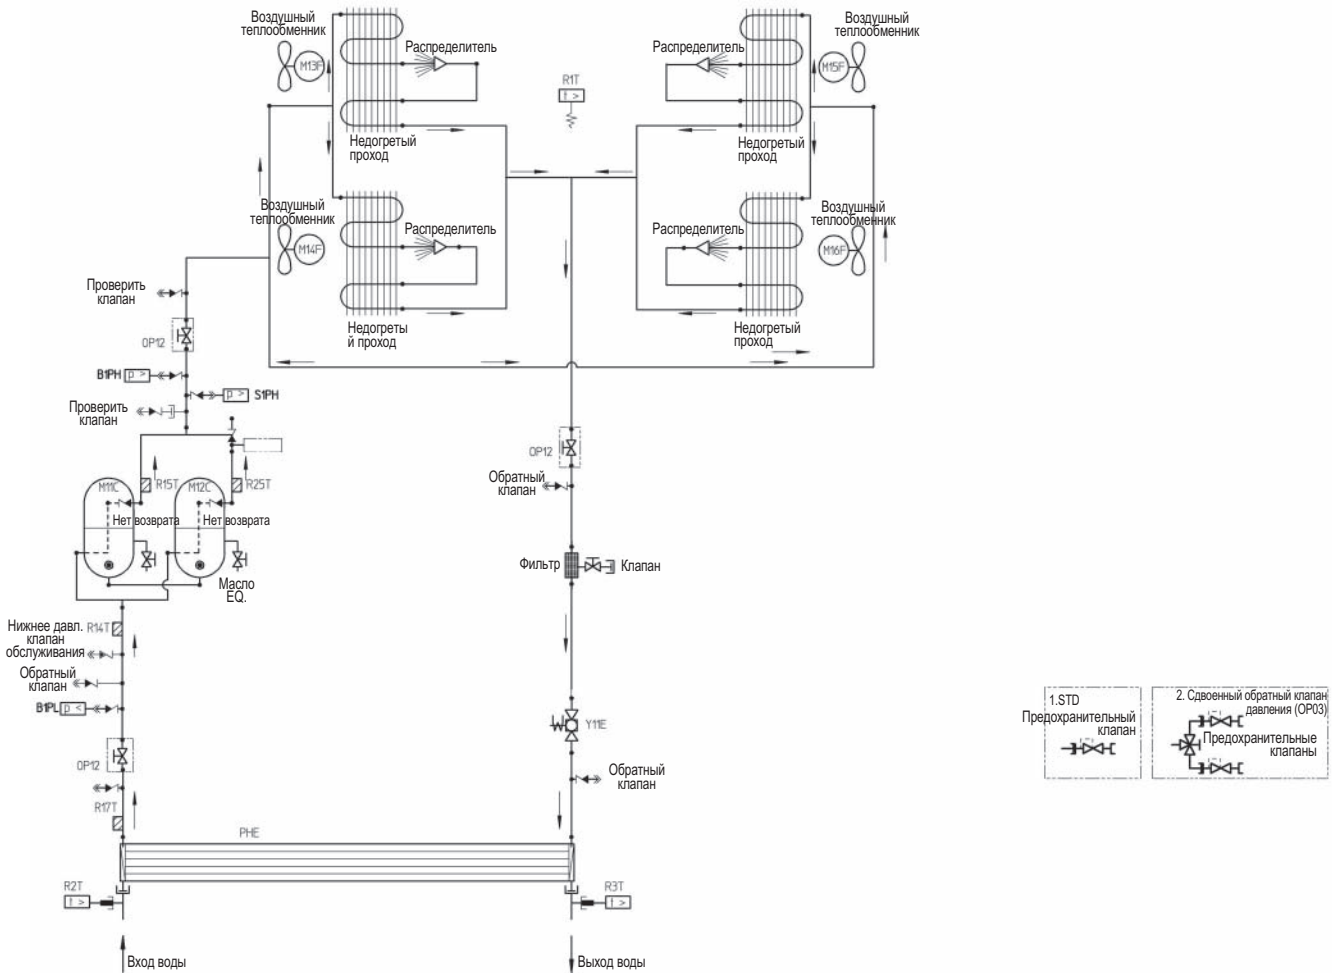 Воздушный
теплообменник
M13F
Распределитель
Недогретый
проход
R1T
t >
Распределитель
Воздушный
теплообменник
M15F
Недогретый
проход
Воздушный
теплообменник
M14F
Распределитель
Недогреты
й проход
Распределитель
Воздушный
теплообменник
M16F
Недогретый
проход
Проверить
клапан
OP12
B1PH
p >
p >
S1PH
Проверить
клапан
M11C
R15T
M12C
R25T
Нет возврата
Нет возврата
Масло
EQ.
OP12
Обратный
клапан
Фильтр
Клапан
Нижнее давл.
клапан
обслуживания
R14T
Обратный
клапан
B1PL
p <
OP12
R17T
Y11E
Обратный
клапан
PHE
R2T
t >
R3T
t >
Вход воды
Выход воды
1.STD
Предохранительный
клапан
2. Сдвоенный обратный клапан
давления (OP03)
Предохранительные
клапаны